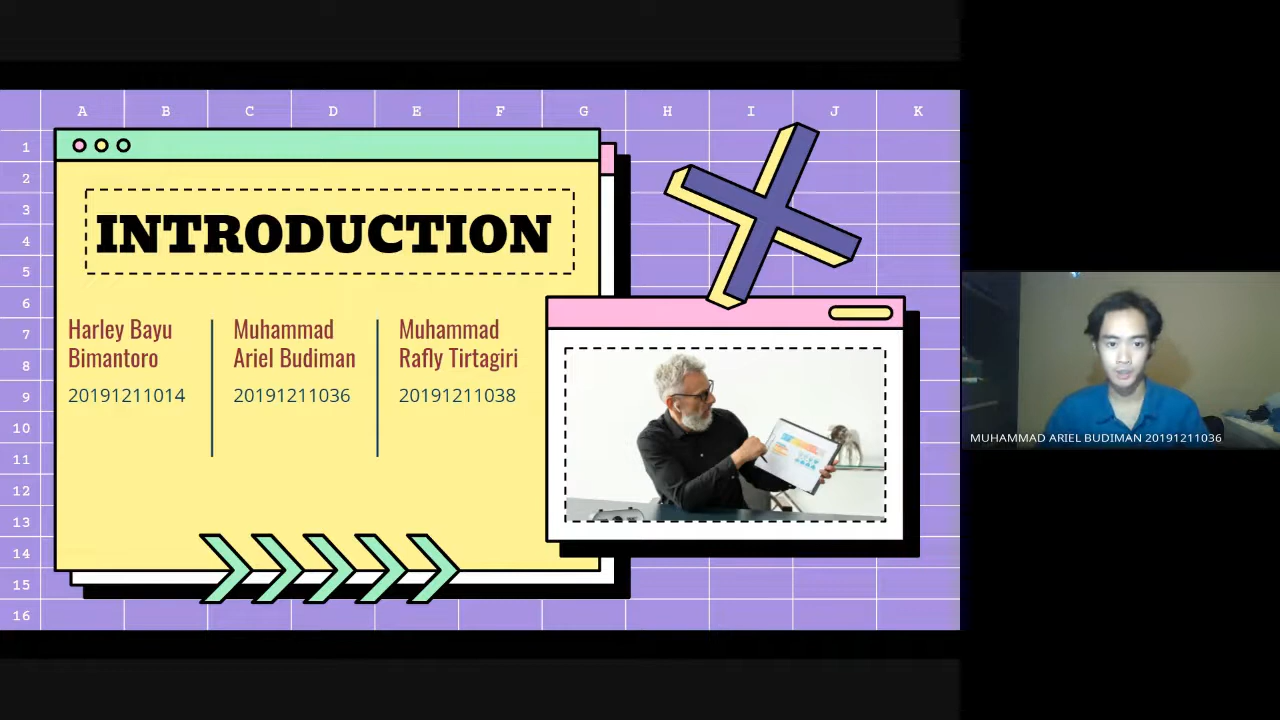 A B C D E F G H I J K
1
2
3
4
5
6
7
8
9
10
11
12
13
14
15
16
INTRODUCTION
Harley Bayu
Bimantoro
20191211014
Muhammad
Ariel Budiman
20191211036
Muhammad
Rafly Tirtagiri
20191211038
MUHAMMAD ARIEL BUDIMAN 20191211036